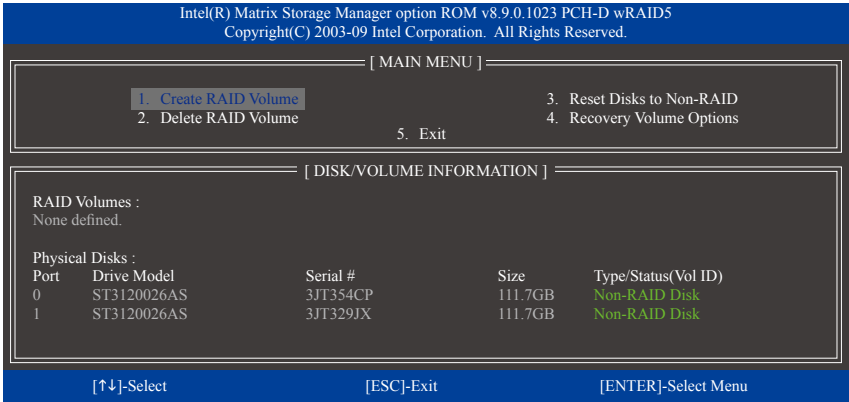 Intel(R) Matrix Storage Manager option ROM v8.9.0.1023 PCH-D wRAID5
Copyright(C) 2003-09 Intel Corporation. All Rights Reserved.
[ MAIN MENU ]
1. Create RAID Volume 3. Reset Disks to Non-RAID
2. Delete RAID Volume 4. Recovery Volume Options
5. Exit
[ DISK/VOLUME INFORMATION ]
RAID Volumes :
None defined.
Physical Disks :
Port Drive Model Serial # Size Type/Status(Vol ID)
0 ST3120026AS 3JT354CP 111.7GB Non-RAID Disk
1 ST3120026AS 3JT329JX 111.7GB Non-RAID Disk
[↑↓]-Select [ESC]-Exit [ENTER]-Select Menu